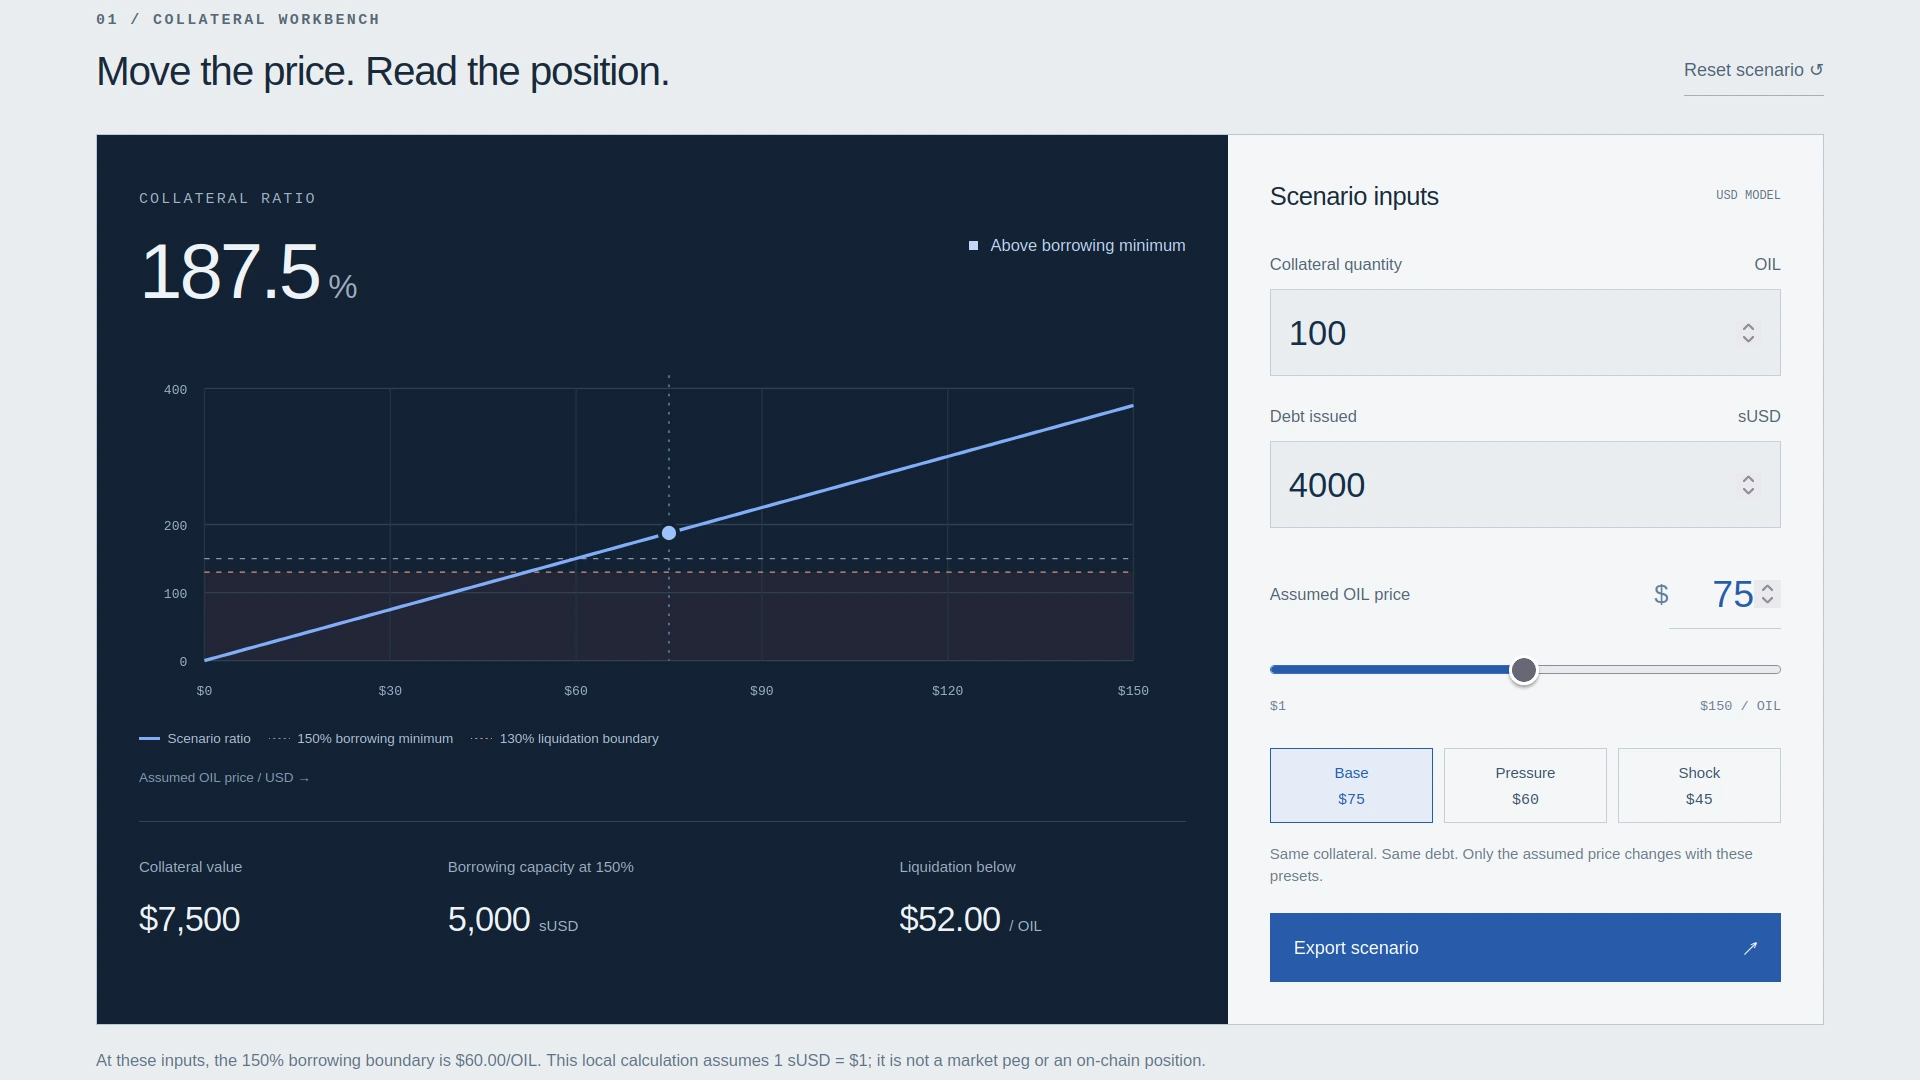 01 / COLLATERAL WORKBENCH
Move the price. Read the position.
Reset scenario ↺
COLLATERAL RATIO
187.5 %
Above borrowing minimum
400
200
100
0
$0 $30 $60 $90 $120 $150
Scenario ratio 150% borrowing minimum 130% liquidation boundary
Assumed OIL price / USD →
Collateral value Borrowing capacity at 150% Liquidation below
$7,500 5,000 sUSD $52.00 / OIL
Scenario inputs USD MODEL
Collateral quantity OIL
100
Debt issued sUSD
4000
Assumed OIL price $ 75
$1 $150 / OIL
Base Pressure Shock
$75 $60 $45
Same collateral. Same debt. Only the assumed price changes with these
presets.
Export scenario ↗
At these inputs, the 150% borrowing boundary is $60.00/OIL. This local calculation assumes 1 sUSD = $1; it is not a market peg or an on-chain position.